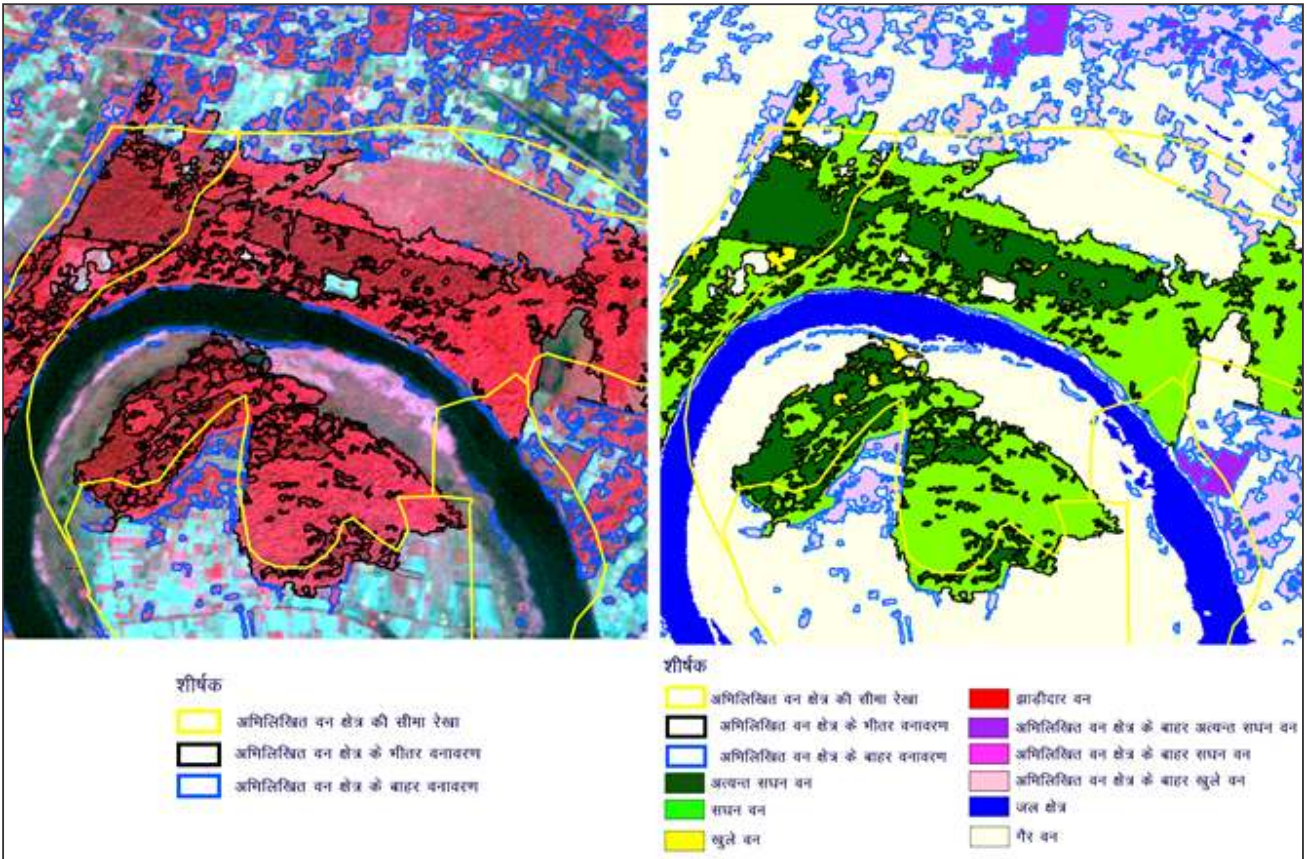 शीर्षक
अभिलिखित वन क्षेत्र की सीमा रेखा
अभिलिखित वन क्षेत्र के भीतर वनावरण
अभिलिखित वन क्षेत्र के बाहर वनावरण
शीर्षक
अभिलिखित वन क्षेत्र की सीमा रेखा
अभिलिखित वन क्षेत्र के भीतर वनावरण
अभिलिखित वन क्षेत्र के बाहर वनावरण
अत्यन्त सघन वन
सघन वन
खुले वन
झाड़ीदार वन
अभिलिखित वन क्षेत्र के बाहर अत्यन्त सघन वन
अभिलिखित वन क्षेत्र के बाहर सघन वन
अभिलिखित वन क्षेत्र के बाहर खुले वन
जल क्षेत्र
गैर वन